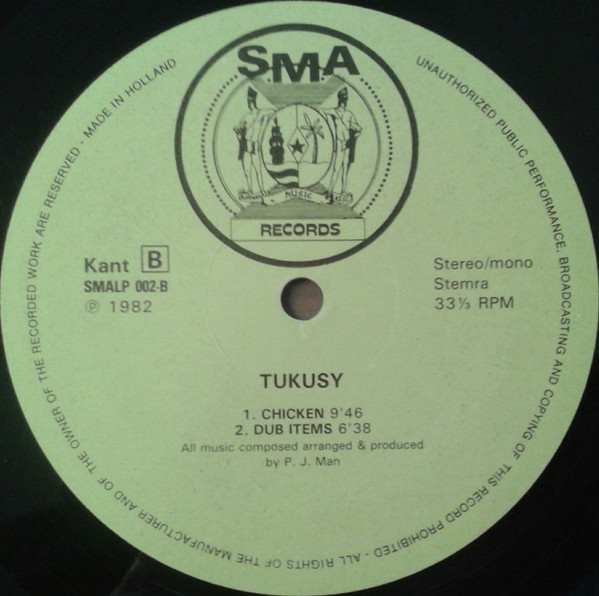 SMA
MUSIC
RECORDS
Kant B
SMALP 002-B
℗ 1982
Stereo/mono
Stemra
33⅓ RPM
TUKUSY
1. CHICKEN 9'46
2. DUB ITEMS 6'38
All music composed arranged & produced
by P. J. Man
UNAUTHORIZED PUBLIC PERFORMANCE, BROADCASTING AND COPYING OF THIS RECORD PROHIBITED - ALL RIGHTS OF THE MANUFACTURER AND OF THE OWNER OF THE RECORDED WORK ARE RESERVED - MADE IN HOLLAND